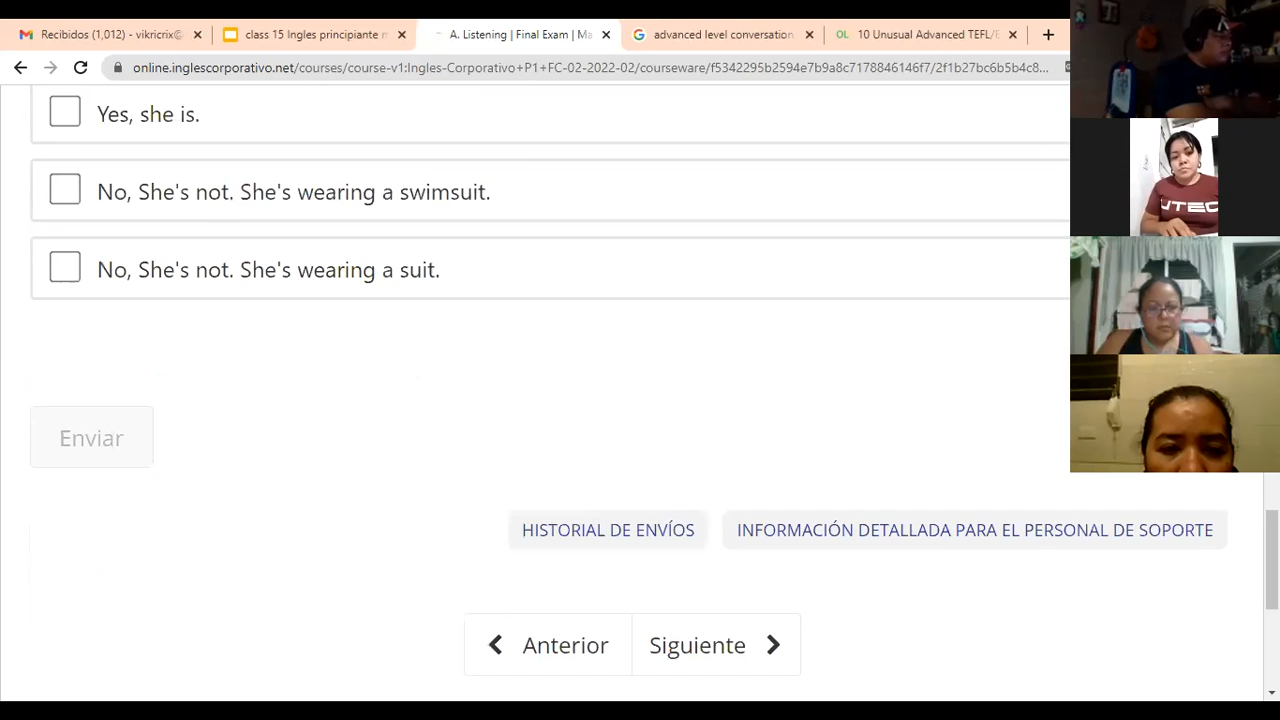 Recibidos (1,012) - vikricrix@
class 15 Ingles principiante m
A. Listening | Final Exam | Ma
advanced level conversation
OL 10 Unusual Advanced TEFL/E
online.inglescorporativo.net/courses/course-v1:Ingles-Corporativo+P1+FC-02-2022-02/courseware/f5342295b2594e7b9a8c7178846146f7/2f1b27bc6b5b4c8...
Yes, she is.
No, She's not. She's wearing a swimsuit.
No, She's not. She's wearing a suit.
UTEC
Enviar
HISTORIAL DE ENVÍOS
INFORMACIÓN DETALLADA PARA EL PERSONAL DE SOPORTE
Anterior
Siguiente